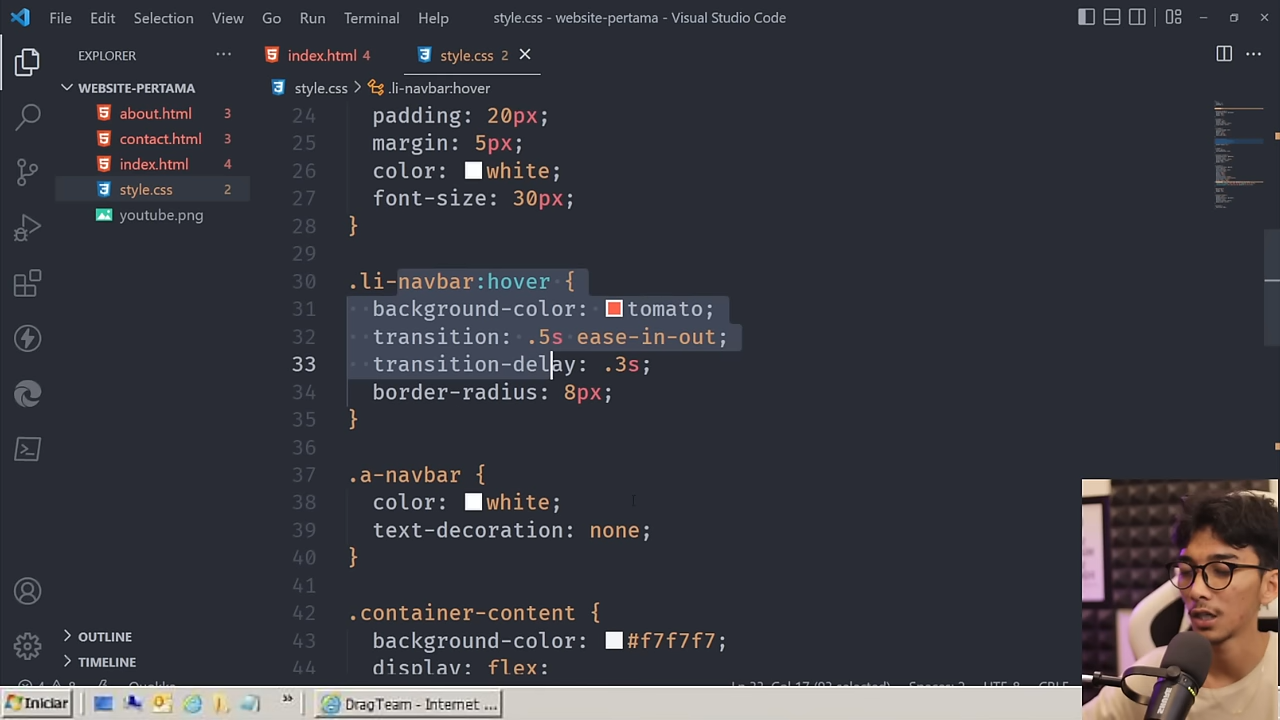 File Edit Selection View Go Run Terminal Help style.css - website-pertama - Visual Studio Code
EXPLORER ··· index.html 4 style.css 2
WEBSITE-PERTAMA
style.css > .li-navbar:hover
about.html 3
contact.html 3
index.html 4
style.css 2
youtube.png
24 padding: 20px;
25 margin: 5px;
26 color: white;
27 font-size: 30px;
28 }
29
30 .li-navbar:hover {
31 background-color: tomato;
32 transition: .5s ease-in-out;
33 transition-delay: .3s;
34 border-radius: 8px;
35 }
36
37 .a-navbar {
38 color: white;
39 text-decoration: none;
40 }
41
42 .container-content {
43 background-color: #f7f7f7;
44 display: flex;
OUTLINE
TIMELINE
Iniciar » DragTeam - Internet ...